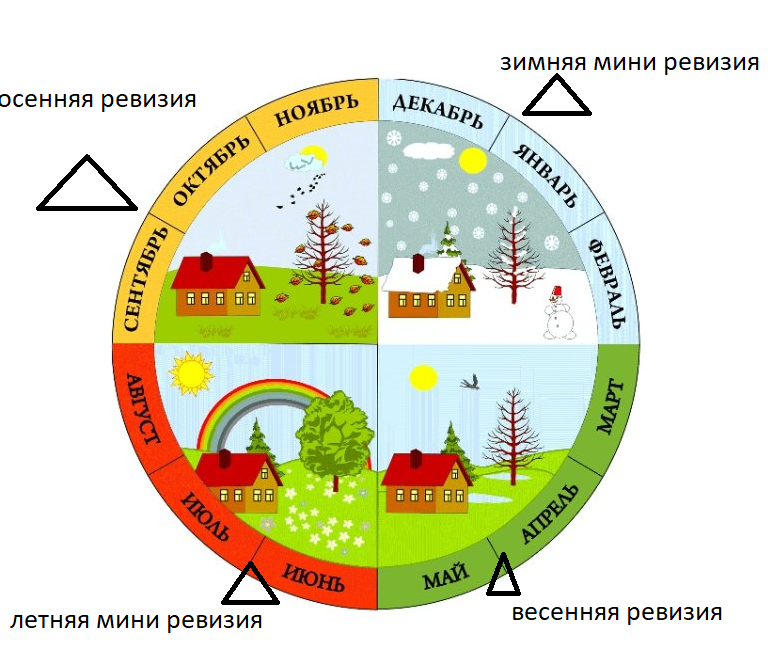 зимняя мини ревизия
осенняя ревизия
НОЯБРЬ
ДЕКАБРЬ
ОКТЯБРЬ
ЯНВАРЬ
СЕНТЯБРЬ
ФЕВРАЛЬ
АВГУСТ
МАРТ
ИЮЛЬ
АПРЕЛЬ
ИЮНЬ
МАЙ
летняя мини ревизия
весенняя ревизия